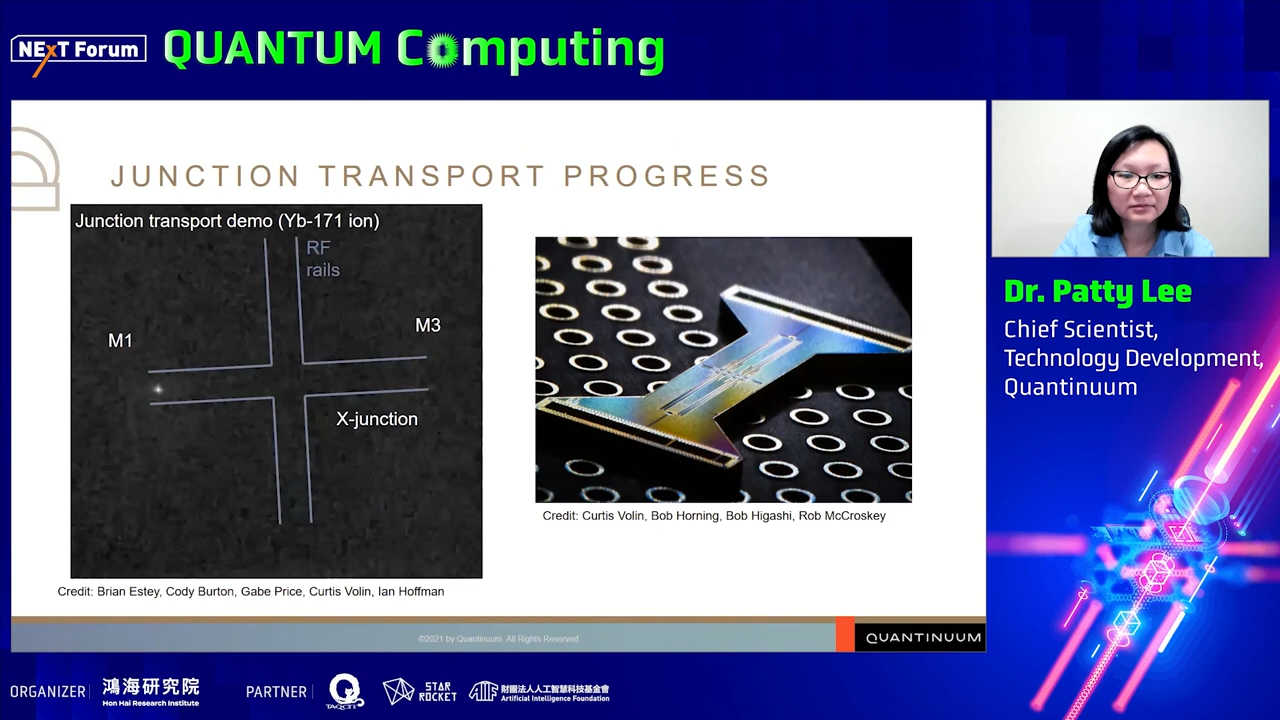 NExT Forum
QUANTUM Computing
JUNCTION TRANSPORT PROGRESS
Junction transport demo (Yb-171 ion)
RF
rails
M1
M3
X-junction
Credit: Brian Estey, Cody Burton, Gabe Price, Curtis Volin, Ian Hoffman
Credit: Curtis Volin, Bob Horning, Bob Higashi, Rob McCroskey
©2021 by Quantinuum. All Rights Reserved.
QUANTINUUM
Dr. Patty Lee
Chief Scientist,
Technology Development,
Quantinuum
ORGANIZER
鴻海研究院
Hon Hai Research Institute
PARTNER
TAQCIT
STAR
ROCKET
AIF
財團法人人工智慧科技基金會
Artificial Intelligence Foundation